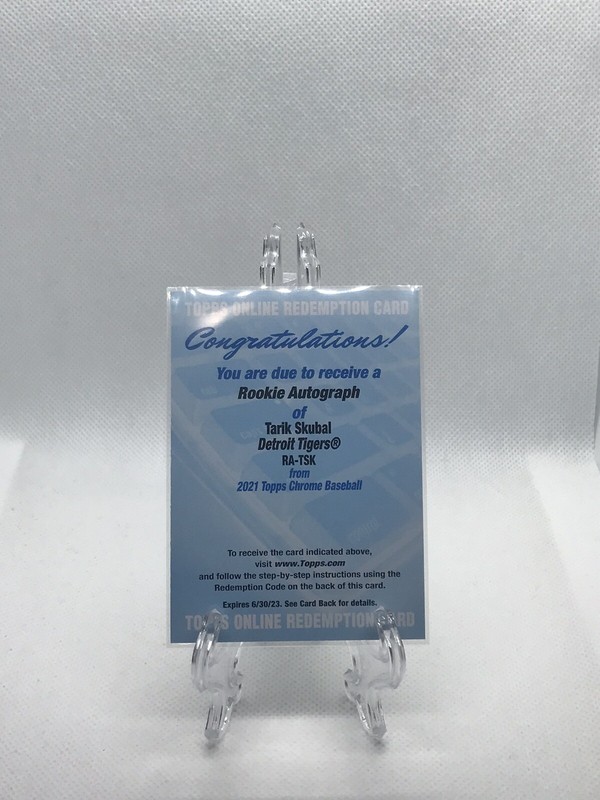 TOPPS ONLINE REDEMPTION CARD
Congratulations!
You are due to receive a
Rookie Autograph
of
Tarik Skubal
Detroit Tigers®
RA-TSK
from
2021 Topps Chrome Baseball
To receive the card indicated above,
visit www.Topps.com
and follow the step-by-step instructions using the
Redemption Code on the back of this card.
Expires 6/30/23. See Card Back for details.
TOPPS ONLINE REDEMPTION CARD